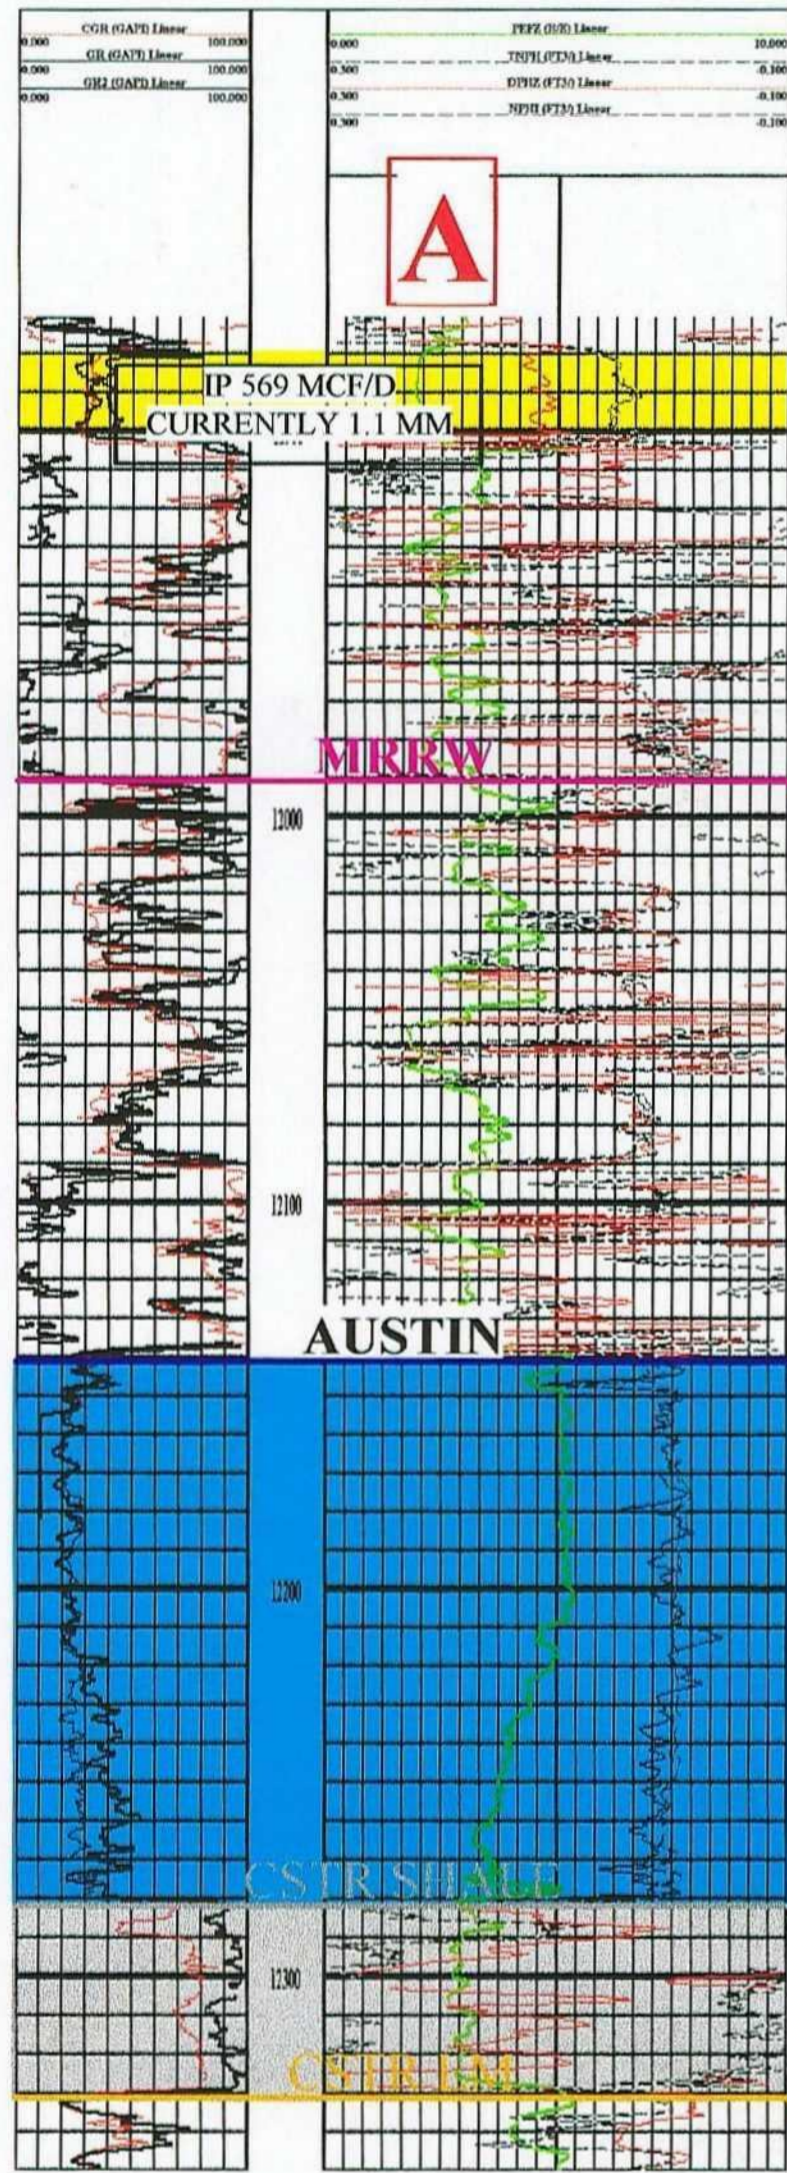 CGR (GAPI) Linear
0.000 100.000
GR (GAPI) Linear
0.000 100.000
GR2 (GAPI) Linear
0.000 100.000
PEFZ (B/E) Linear
0.000 10.000
TNPH (FT3/) Linear
0.300 -0.100
DPHZ (FT3/) Linear
0.300 -0.100
NPHI (FT3/) Linear
0.300 -0.100
A
IP 569 MCF/D
CURRENTLY 1.1 MM
MRRW
12000
12100
AUSTIN
12200
CSTR SHALE
12300
CSTR LM